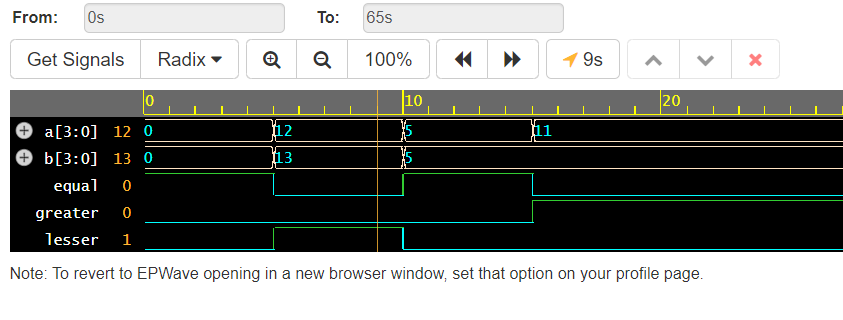 From: 0s To: 65s
Get Signals Radix 100% 9s
0 10 20
a[3:0] 12 0 12 5 11
b[3:0] 13 0 13 5
equal 0
greater 0
lesser 1
Note: To revert to EPWave opening in a new browser window, set that option on your profile page.